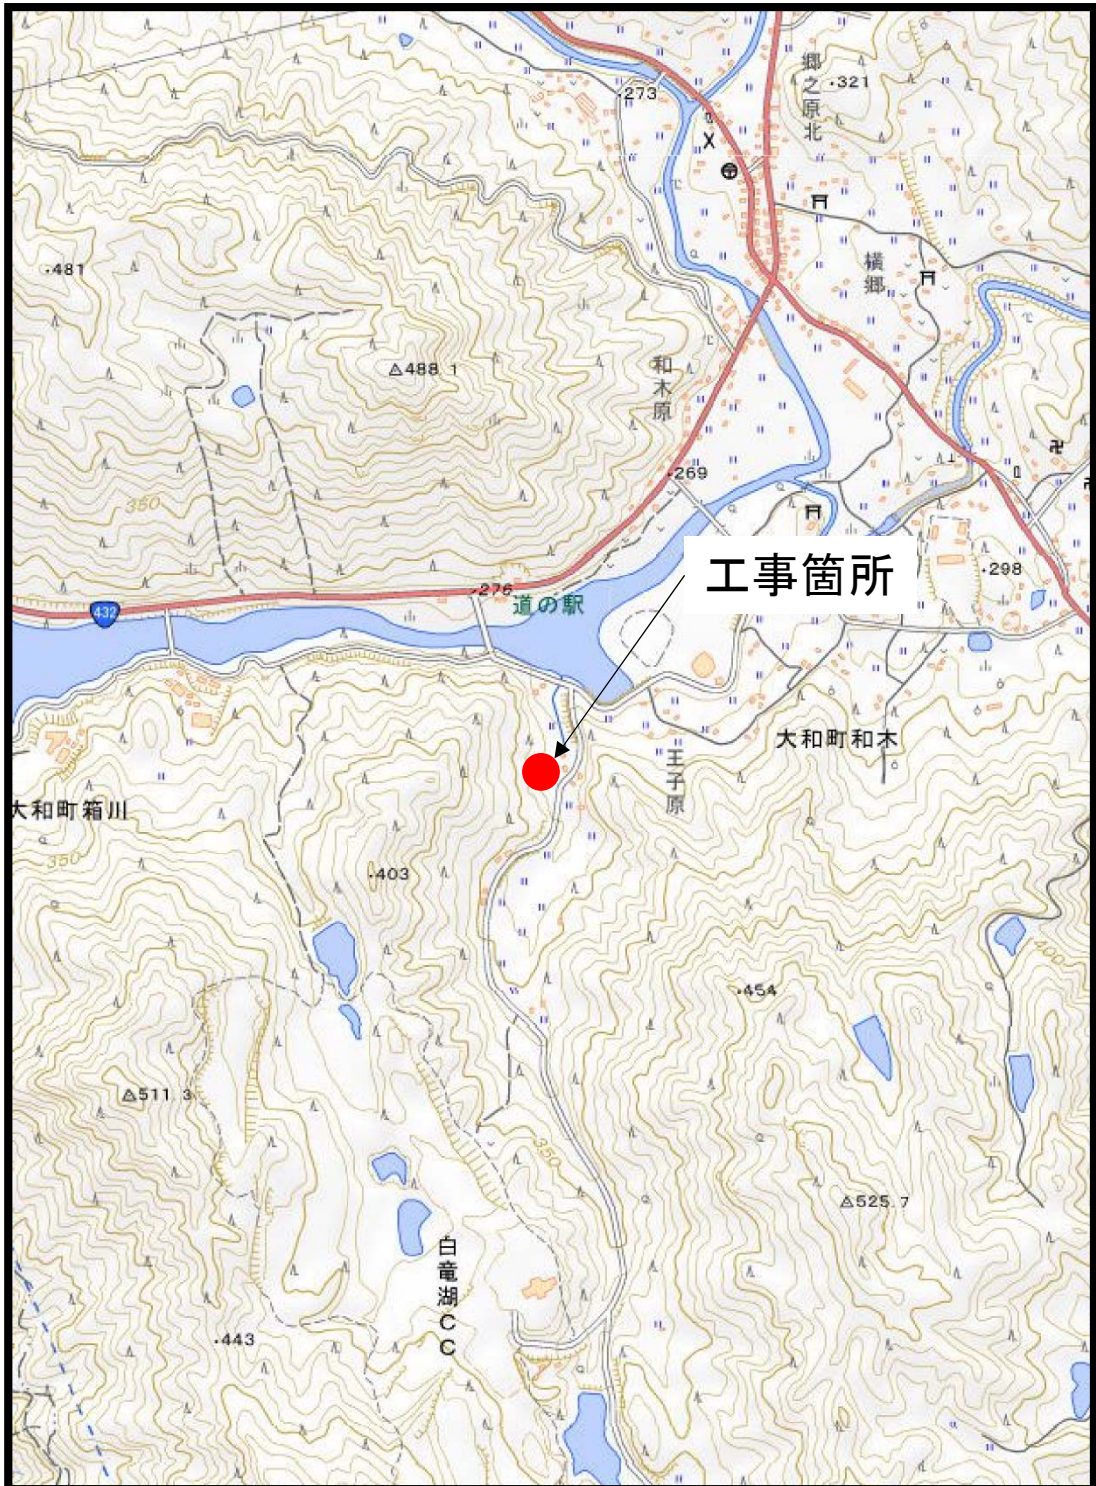 郷之原北
・321
・273
横郷
・481
△488.1
和木原
・269
350
工事箇所
・298
・276
道の駅
432
大和町和木
王子原
大和町箱川
350
・403
400
・454
△511.3
350
△525.7
白竜湖CC
・443